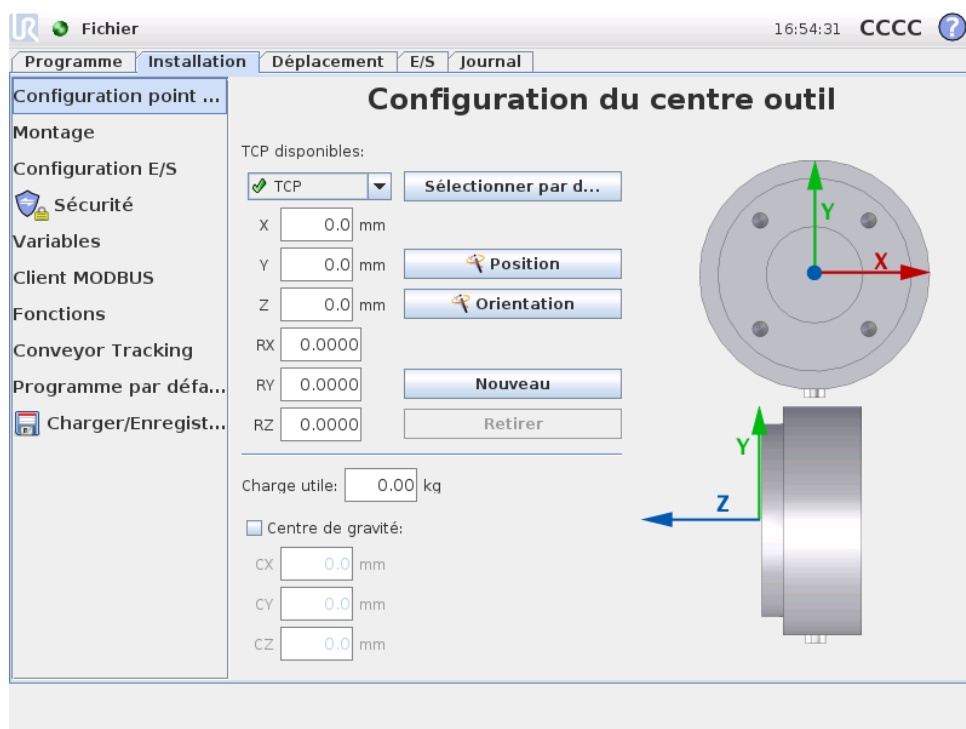 UR Fichier 16:54:31 CCCC ?
Programme Installation Déplacement E/S Journal
Configuration point ...
Montage
Configuration E/S
Sécurité
Variables
Client MODBUS
Fonctions
Conveyor Tracking
Programme par défa...
Charger/Enregist...
Configuration du centre outil
TCP disponibles:
TCP Sélectionner par d...
X 0.0 mm
Y 0.0 mm Position
Z 0.0 mm Orientation
RX 0.0000
RY 0.0000 Nouveau
RZ 0.0000 Retirer
Charge utile: 0.00 kg
Centre de gravité:
CX 0.0 mm
CY 0.0 mm
CZ 0.0 mm
Y
X
Y
Z